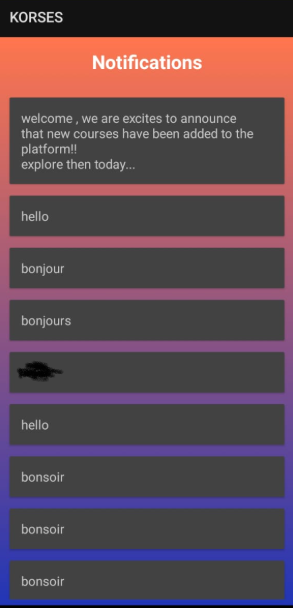 KORSES
Notifications
welcome , we are excites to announce
that new courses have been added to the
platform!!
explore then today...
hello
bonjour
bonjours
hello
bonsoir
bonsoir
bonsoir